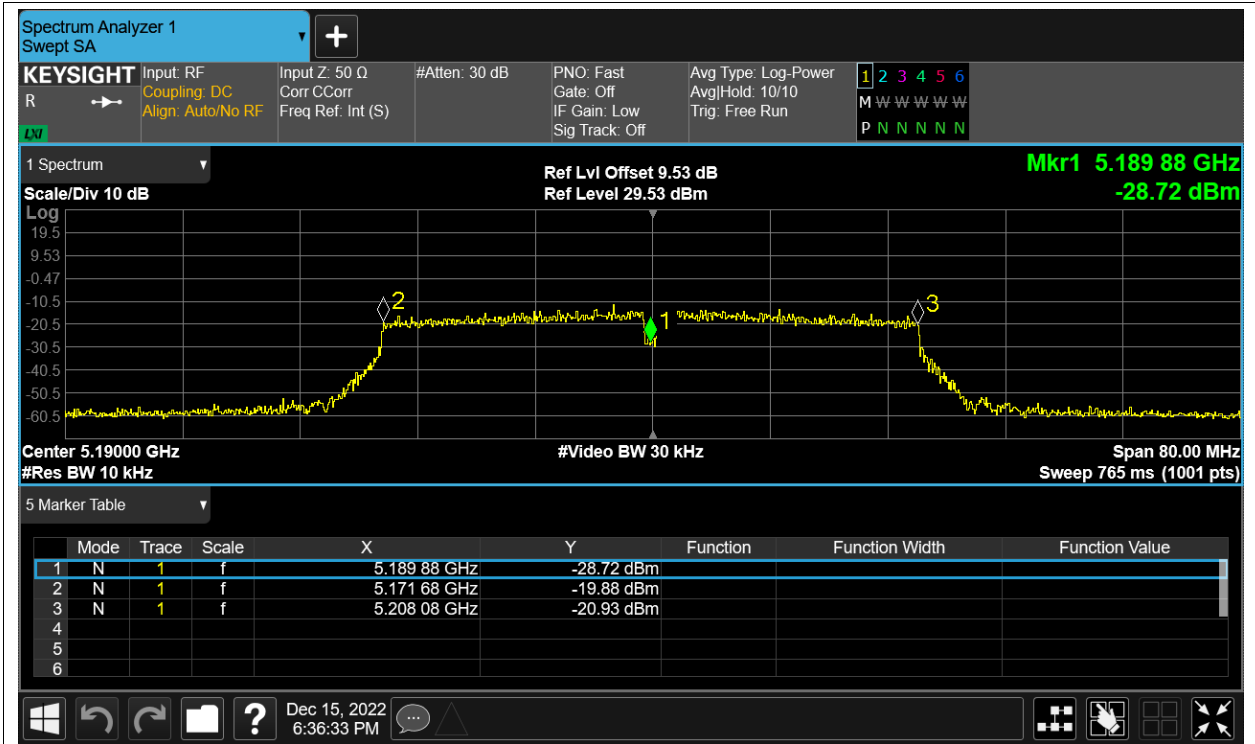 Spectrum Analyzer 1
Swept SA
+
KEYSIGHT
R
LXI
Input: RF
Coupling: DC
Align: Auto/No RF
Input Z: 50 Ω
Corr CCorr
Freq Ref: Int (S)
#Atten: 30 dB
PNO: Fast
Gate: Off
IF Gain: Low
Sig Track: Off
Avg Type: Log-Power
Avg|Hold: 10/10
Trig: Free Run
1 2 3 4 5 6
M W W W W W
P N N N N N
1 Spectrum
Scale/Div 10 dB
Ref Lvl Offset 9.53 dB
Ref Level 29.53 dBm
Mkr1 5.189 88 GHz
-28.72 dBm
Log
19.5
9.53
-0.47
-10.5
-20.5
-30.5
-40.5
-50.5
-60.5
2
1
3
Center 5.19000 GHz
#Video BW 30 kHz
Span 80.00 MHz
#Res BW 10 kHz
Sweep 765 ms (1001 pts)
5 Marker Table
Mode Trace Scale X Y Function Function Width Function Value
1 N 1 f 5.189 88 GHz -28.72 dBm
2 N 1 f 5.171 68 GHz -19.88 dBm
3 N 1 f 5.208 08 GHz -20.93 dBm
4
5
6
?
Dec 15, 2022
6:36:33 PM